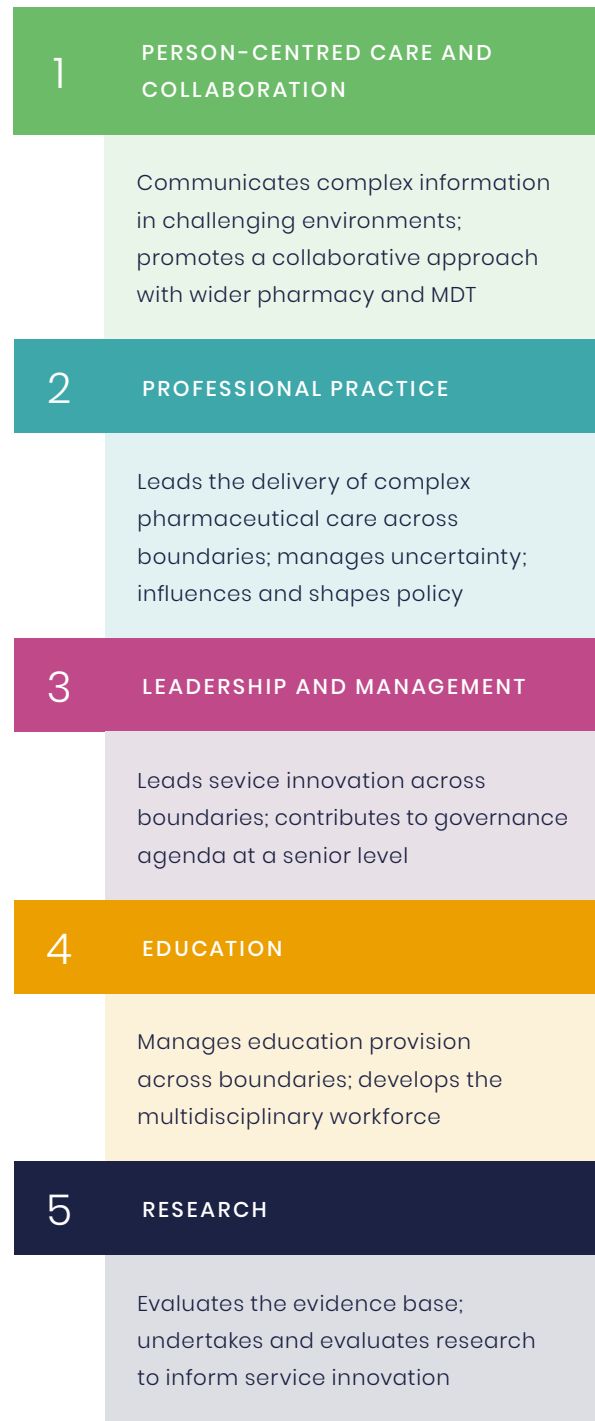 1
PERSON-CENTRED CARE AND
COLLABORATION
Communicates complex information
in challenging environments;
promotes a collaborative approach
with wider pharmacy and MDT
2
PROFESSIONAL PRACTICE
Leads the delivery of complex
pharmaceutical care across
boundaries; manages uncertainty;
influences and shapes policy
3
LEADERSHIP AND MANAGEMENT
Leads sevice innovation across
boundaries; contributes to governance
agenda at a senior level
4
EDUCATION
Manages education provision
across boundaries; develops the
multidisciplinary workforce
5
RESEARCH
Evaluates the evidence base;
undertakes and evaluates research
to inform service innovation